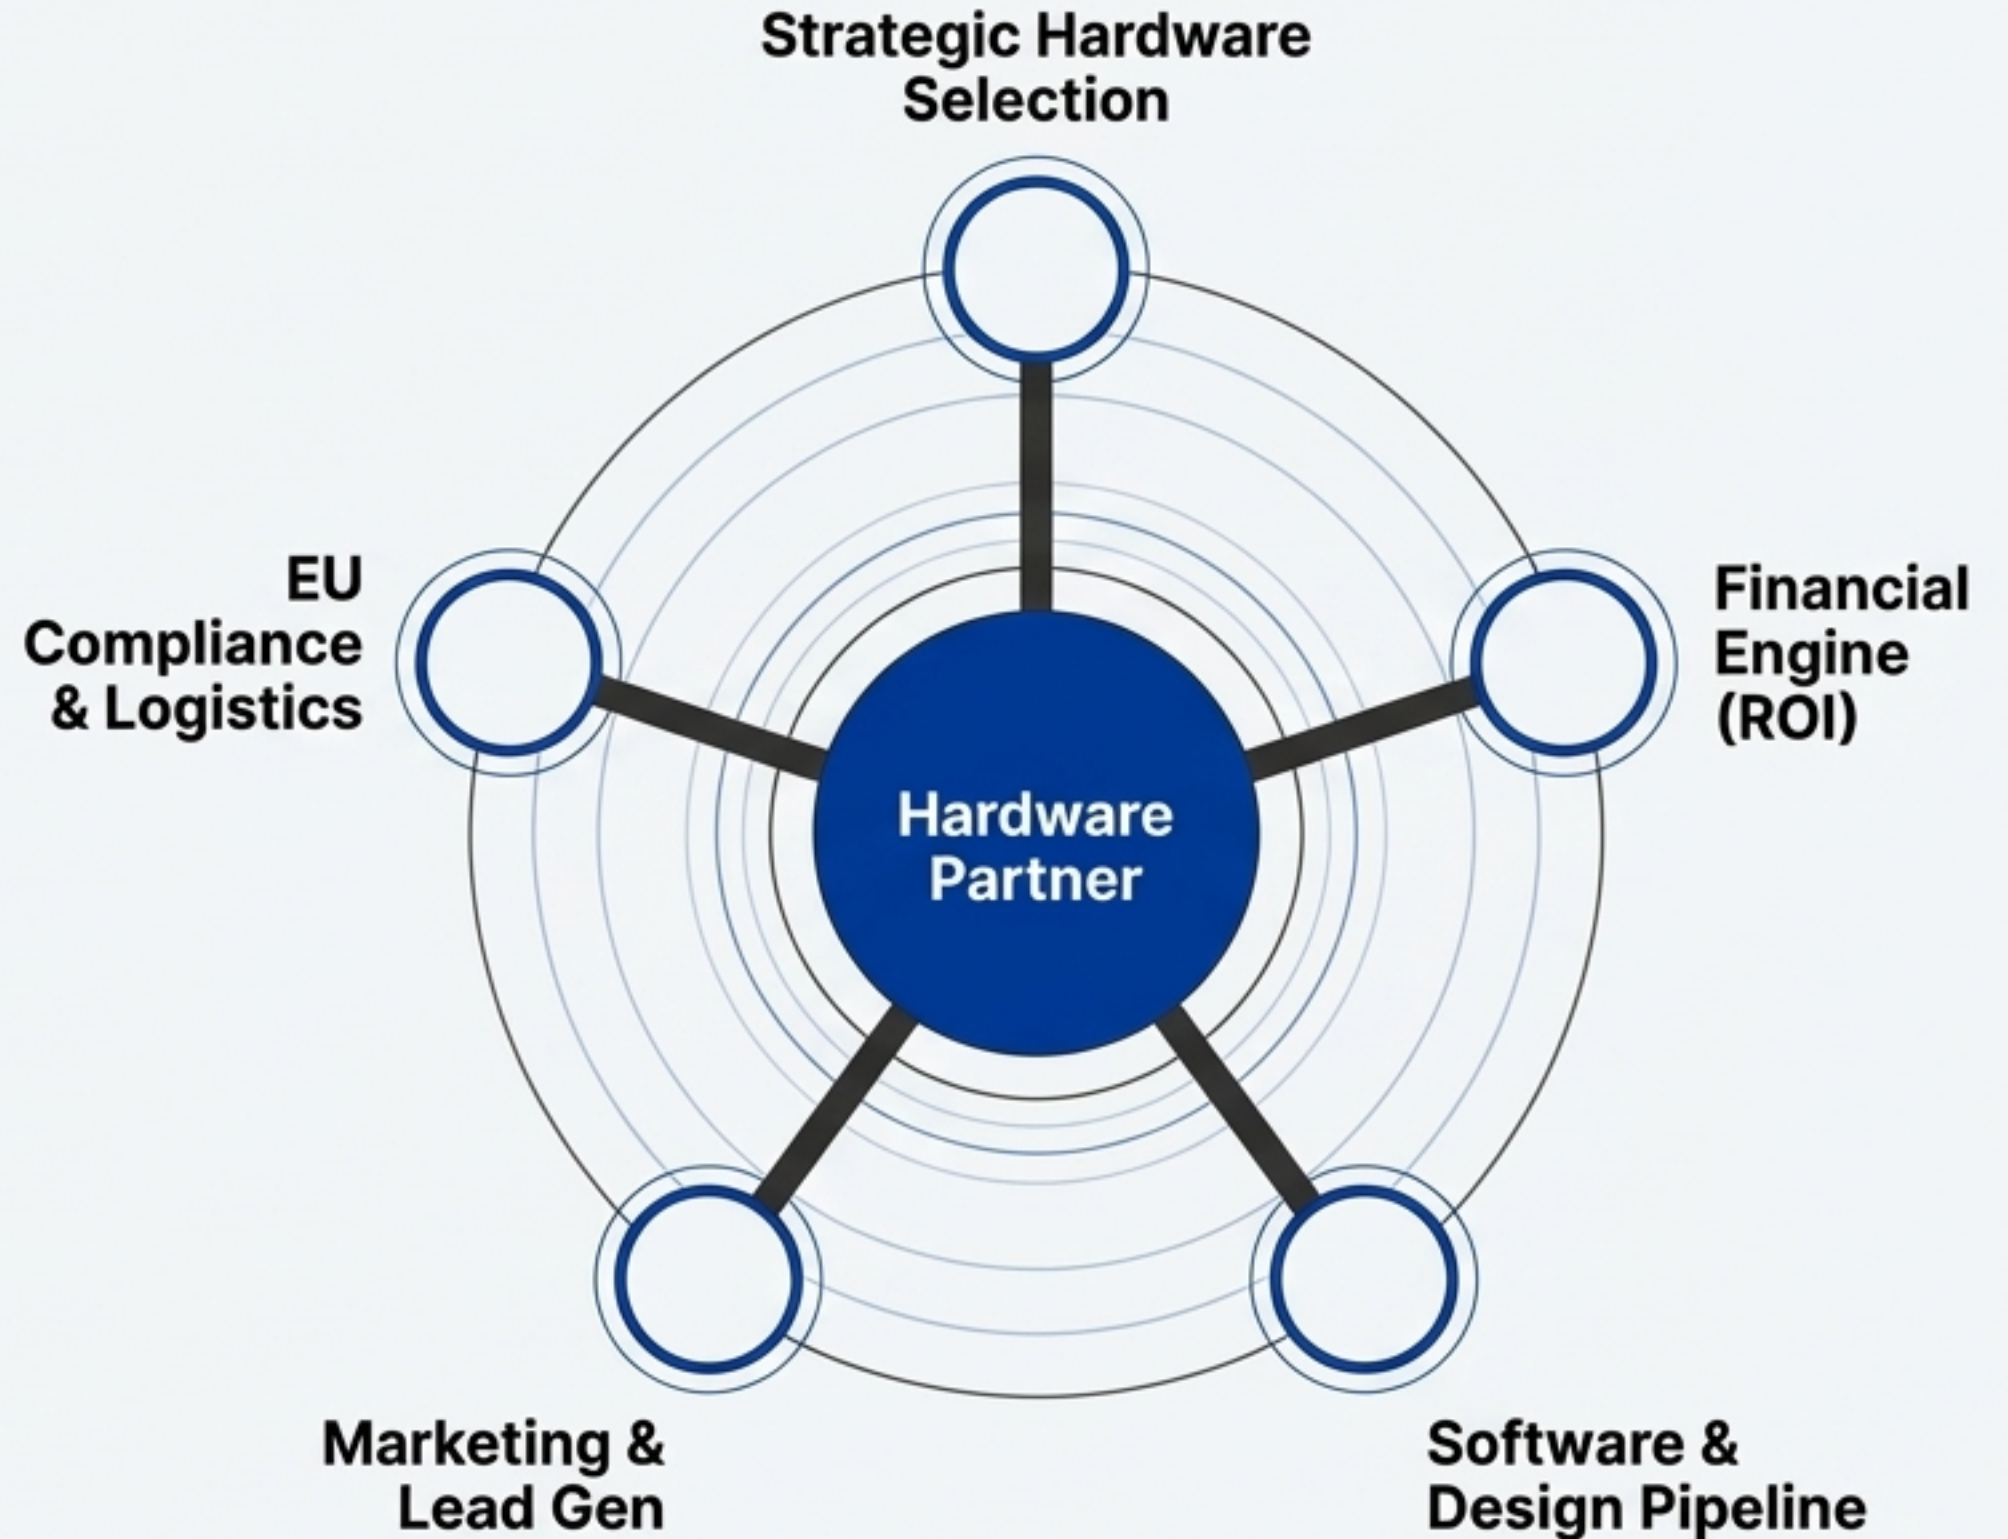 Strategic Hardware
Selection
EU
Compliance
& Logistics
Financial
Engine
(ROI)
Hardware
Partner
Marketing &
Lead Gen
Software &
Design Pipeline